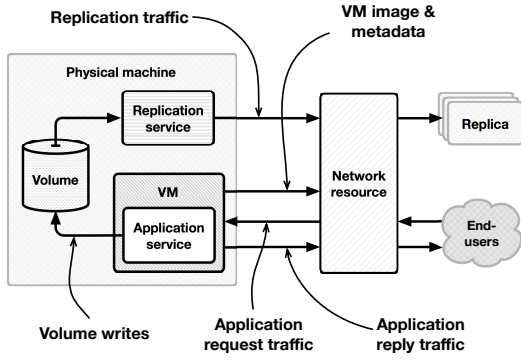 Replication traffic
VM image &
metadata
Physical machine
Replication
service
Replica
Volume
VM
Network
resource
Application
service
End-
users
Volume writes
Application
request traffic
Application
reply traffic